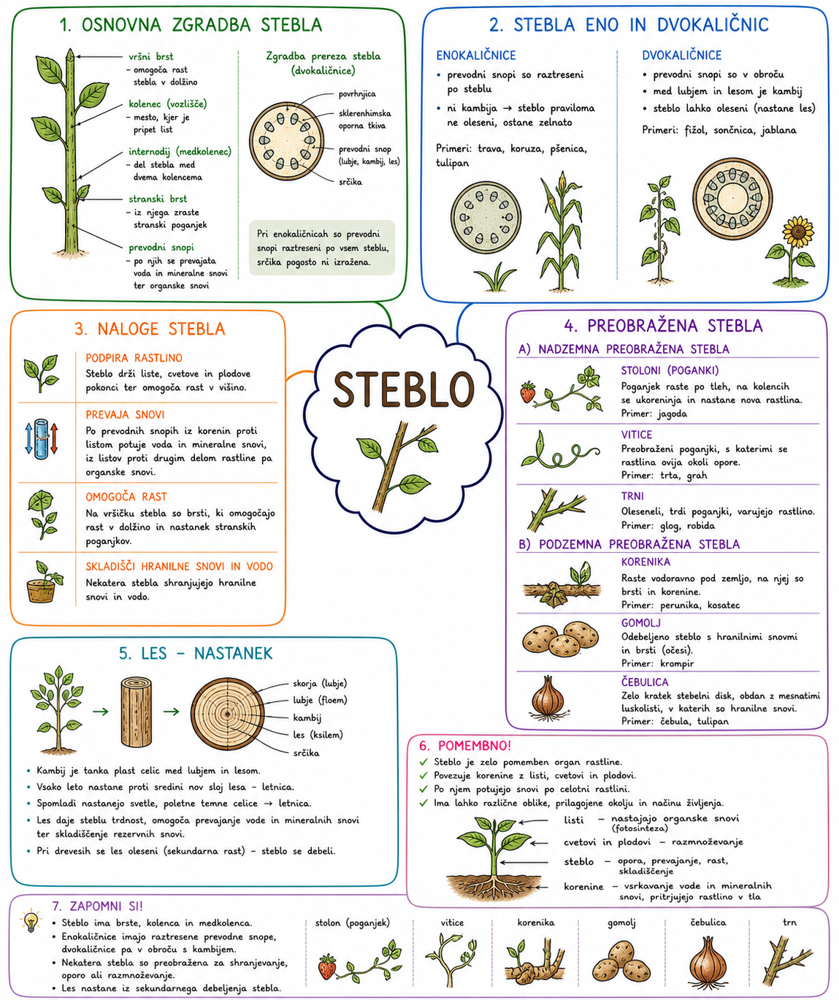 1. OSNOVNA ZGRADBA STEBLA
vršni brst
– omogoča rast
stebla v dolžino
kolenec (vozlišče)
– mesto, kjer je
pripet list
internodij (medkolenec)
– del stebla med
dvema kolencema
stranski brst
– iz njega zraste
stranski poganjek
prevodni snopi
– po njih se prevajata
voda in mineralne snovi
ter organske snovi
Zgradba prereza stebla
(dvokaličnice)
povrhnjica
sklerenhimska
oporna tkiva
prevodni snop
(lubje, kambij, les)
srčika
Pri enokaličnicah so prevodni
snopi raztreseni po vsem steblu,
srčika pogosto ni izražena.
2. STEBLA ENO IN DVOKALIČNIC
ENOKALIČNICE
• prevodni snopi so raztreseni
po steblu
• ni kambija → steblo praviloma
ne oleseni, ostane zelnato
Primeri: trava, koruza, pšenica,
tulipan
DVOKALIČNICE
• prevodni snopi so v obroču
• med lubjem in lesom je kambij
• steblo lahko oleseni (nastane les)
Primeri: fižol, sončnica, jablana
3. NALOGE STEBLA
PODPIRA RASTLINO
Steblo drži liste, cvetove in plodove
pokonci ter omogoča rast v višino.
PREVAJA SNOVI
Po prevodnih snopih iz korenin proti
listom potuje voda in mineralne snovi,
iz listov proti drugim delom rastline pa
organske snovi.
OMOGOČA RAST
Na vršičku stebla so brsti, ki omogočajo
rast v dolžino in nastanek stranskih
poganjkov.
SKLADIŠČI HRANILNE SNOVI IN VODO
Nekatera stebla shranjujejo hranilne
snovi in vodo.
STEBLO
4. PREOBRAŽENA STEBLA
A) NADZEMNA PREOBRAŽENA STEBLA
STOLONI (POGANKI)
Poganjek raste po tleh, na kolencih
se ukoreninja in nastane nova rastlina.
Primer: jagoda
VITICE
Preobraženi poganjki, s katerimi se
rastlina ovija okoli opore.
Primer: trta, grah
TRNI
Oleseneli, trdi poganjki, varujejo rastlino.
Primer: glog, robida
B) PODZEMNA PREOBRAŽENA STEBLA
KORENIKA
Raste vodoravno pod zemljo, na njej so
brsti in korenine.
Primer: perunika, kosatec
GOMOLJ
Odebeljeno steblo s hranilnimi snovmi
in brsti (očesi).
Primer: krompir
ČEBULICA
Zelo kratek stebelni disk, obdan z mesnatimi
luskolisti, v katerih so hranilne snovi.
Primer: čebula, tulipan
5. LES – NASTANEK
skorja (lubje)
lubje (floem)
kambij
les (ksilem)
srčika
• Kambij je tanka plast celic med lubjem in lesom.
• Vsako leto nastane proti sredini nov sloj lesa – letnica.
• Spomladi nastanejo svetle, poletne temne celice → letnica.
• Les daje steblu trdnost, omogoča prevajanje vode in mineralnih snovi
ter skladiščenje rezervnih snovi.
• Pri drevesih se les oleseni (sekundarna rast) – steblo se debeli.
6. POMEMBNO!
✓ Steblo je zelo pomemben organ rastline.
✓ Povezuje korenine z listi, cvetovi in plodovi.
✓ Po njem potujejo snovi po celotni rastlini.
✓ Ima lahko različne oblike, prilagojene okolju in načinu življenja.
listi – nastajajo organske snovi
(fotosinteza)
cvetovi in plodovi – razmnoževanje
steblo – opora, prevajanje, rast,
skladiščenje
korenine – vsrkavanje vode in mineralnih
snovi, pritrjujejo rastlino v tla
7. ZAPOMNI SI!
• Steblo ima brste, kolenca in medkolenca.
• Enokaličnice imajo raztresene prevodne snope,
dvokaličnice pa v obroču s kambijem.
• Nekatera stebla so preobražena za shranjevanje,
oporo ali razmnoževanje.
• Les nastane iz sekundarnega debeljenja stebla.
stolon (poganjek)
vitice
korenika
gomolj
čebulica
trn